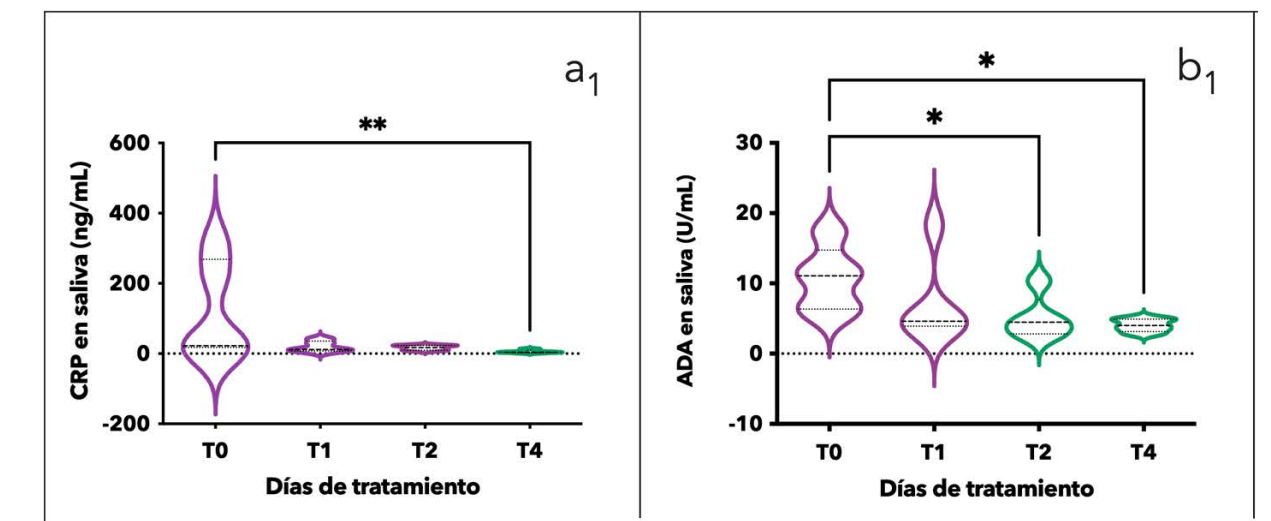 a1
**
600
400
200
0
-200
CRP en saliva (ng/mL)
T0 T1 T2 T4
Días de tratamiento
b1
*
*
30
20
10
0
-10
ADA en saliva (U/mL)
T0 T1 T2 T4
Días de tratamiento